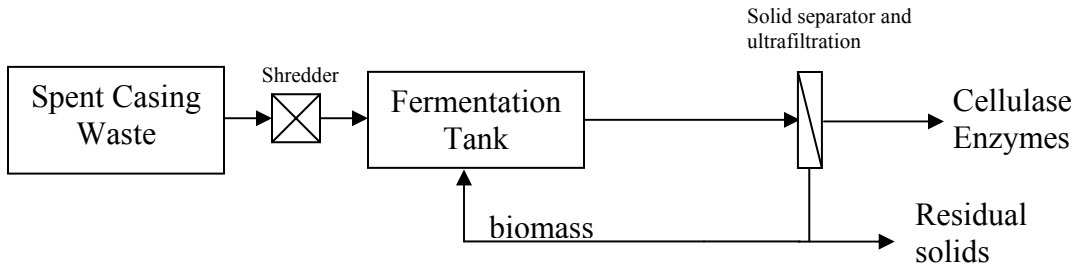 Solid separator and
ultrafiltration
Shredder
Spent Casing
Waste
Fermentation
Tank
Cellulase
Enzymes
biomass
Residual
solids